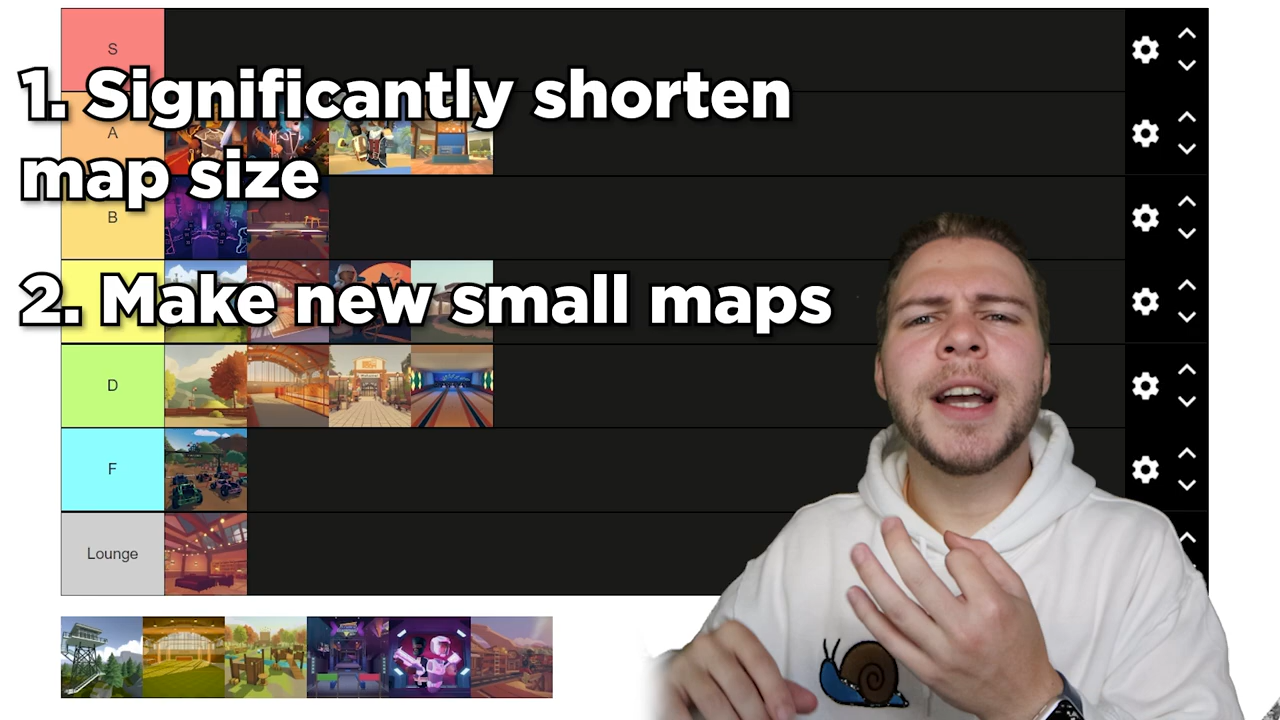 S
1. Significantly shorten
A
map size
B
2. Make new small maps
D
F
Lounge